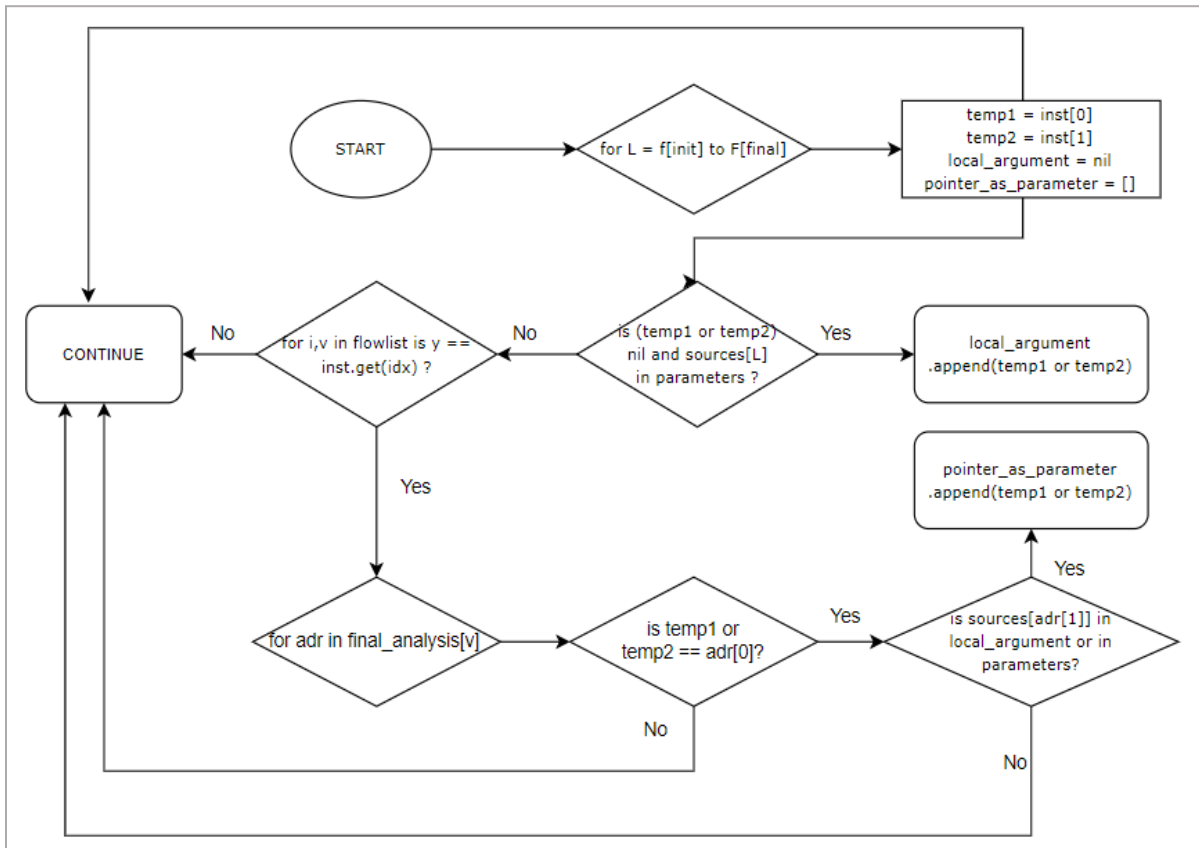 START
for L = f[init] to F[final]
temp1 = inst[0]
temp2 = inst[1]
local_argument = nil
pointer_as_parameter = []
CONTINUE
No
for i,v in flowlist is y ==
inst.get(idx) ?
No
is (temp1 or temp2)
nil and sources[L]
in parameters ?
Yes
local_argument
.append(temp1 or temp2)
pointer_as_parameter
.append(temp1 or temp2)
Yes
Yes
for adr in final_analysis[v]
is temp1 or
temp2 == adr[0]?
Yes
is sources[adr[1]] in
local_argument or in
parameters?
No
No